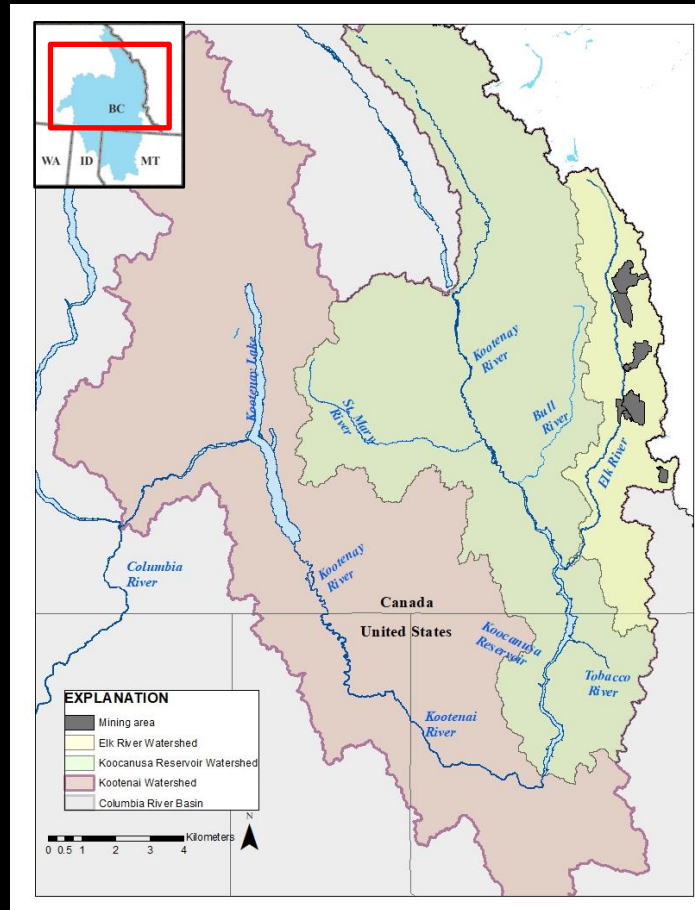 BC
WA
ID
MT
Kootenay Lake
Kootenay
River
St. Mary
River
Bull
River
Elk River
Columbia
River
Kootenay
River
Canada
United States
Koocanusa
Reservoir
Tobacco
River
Kootenai
River
EXPLANATION
Mining area
Elk River Watershed
Koocanusa Reservoir Watershed
Kootenai Watershed
Columbia River Basin
N
Kilometers
0 0.5 1 2 3 4